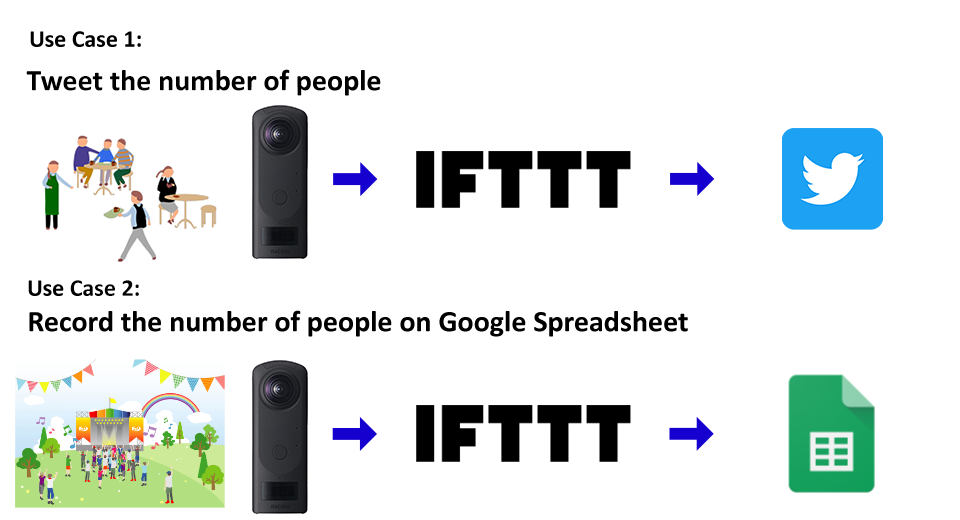 Use Case 1:
Tweet the number of people
IFTTT
Use Case 2:
Record the number of people on Google Spreadsheet
IFTTT